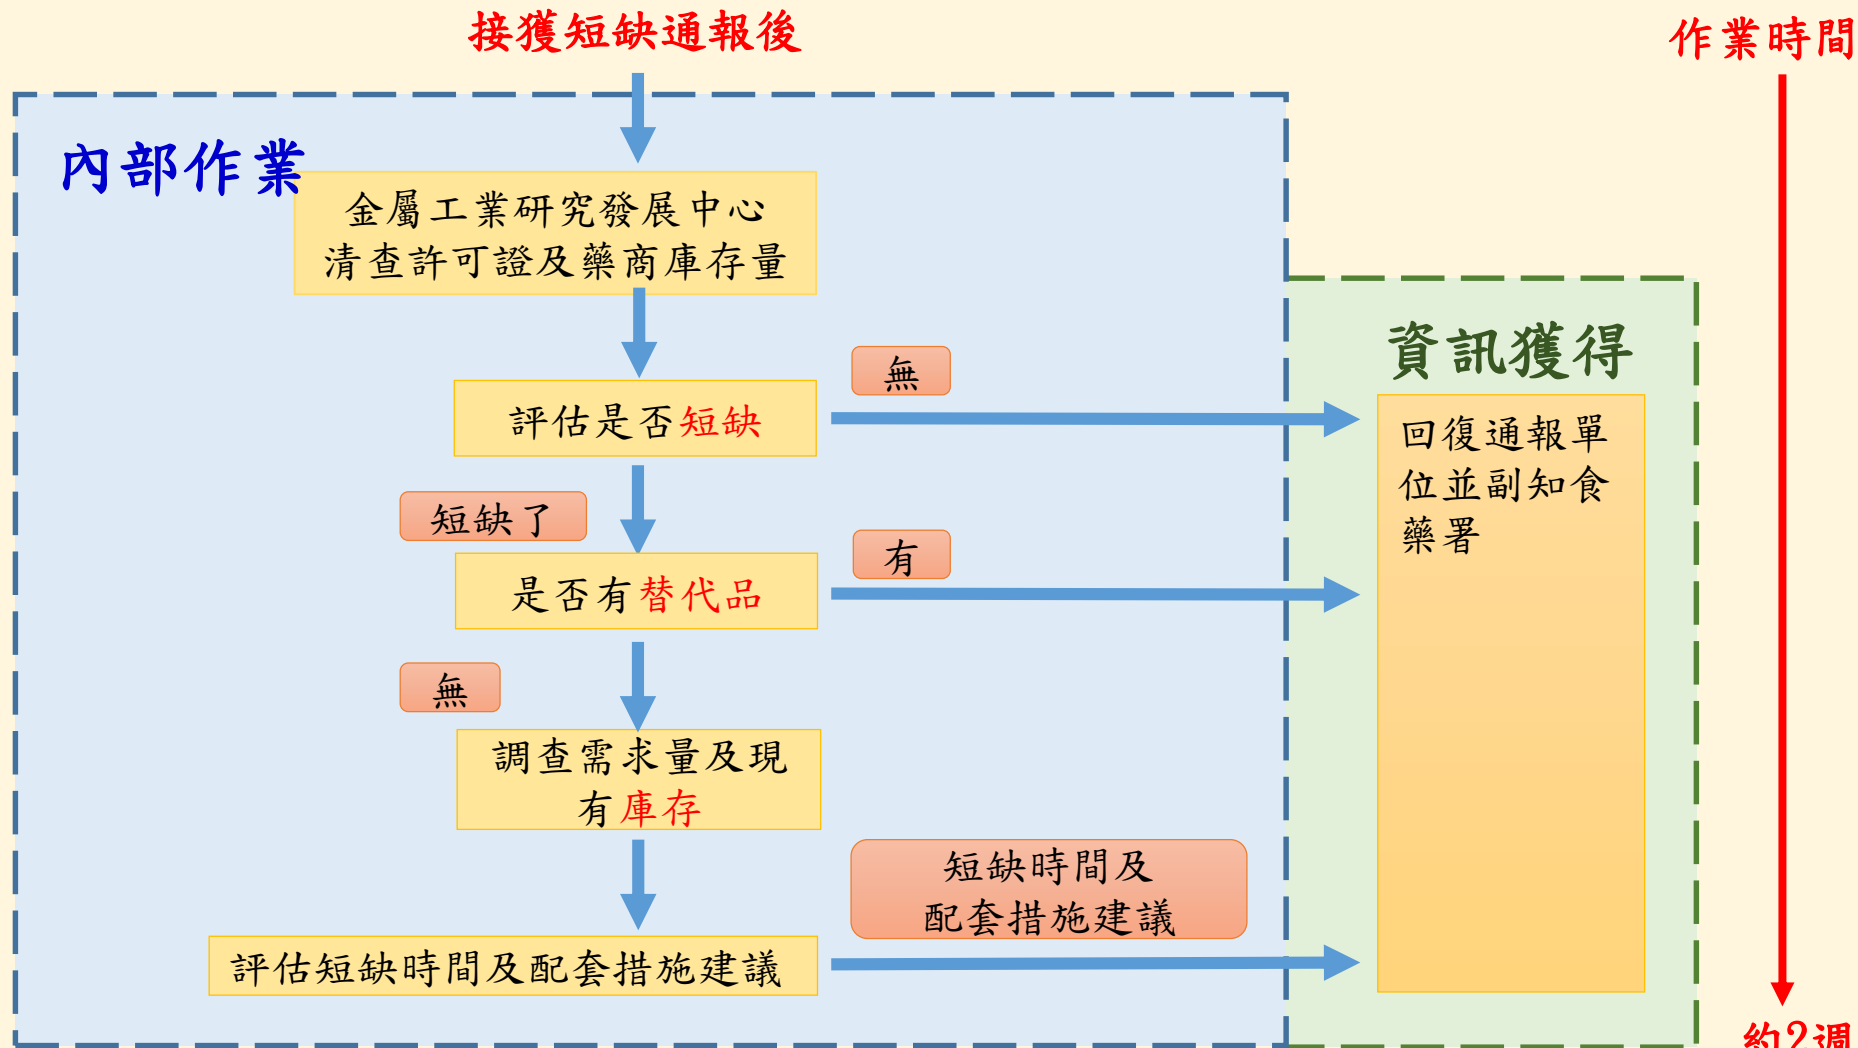 接獲短缺通報後
作業時間
內部作業
金屬工業研究發展中心
清查許可證及藥商庫存量
資訊獲得
無
評估是否短缺
回復通報單
位並副知食
藥署
短缺了
有
是否有替代品
無
調查需求量及現
有庫存
短缺時間及
配套措施建議
評估短缺時間及配套措施建議
約2週